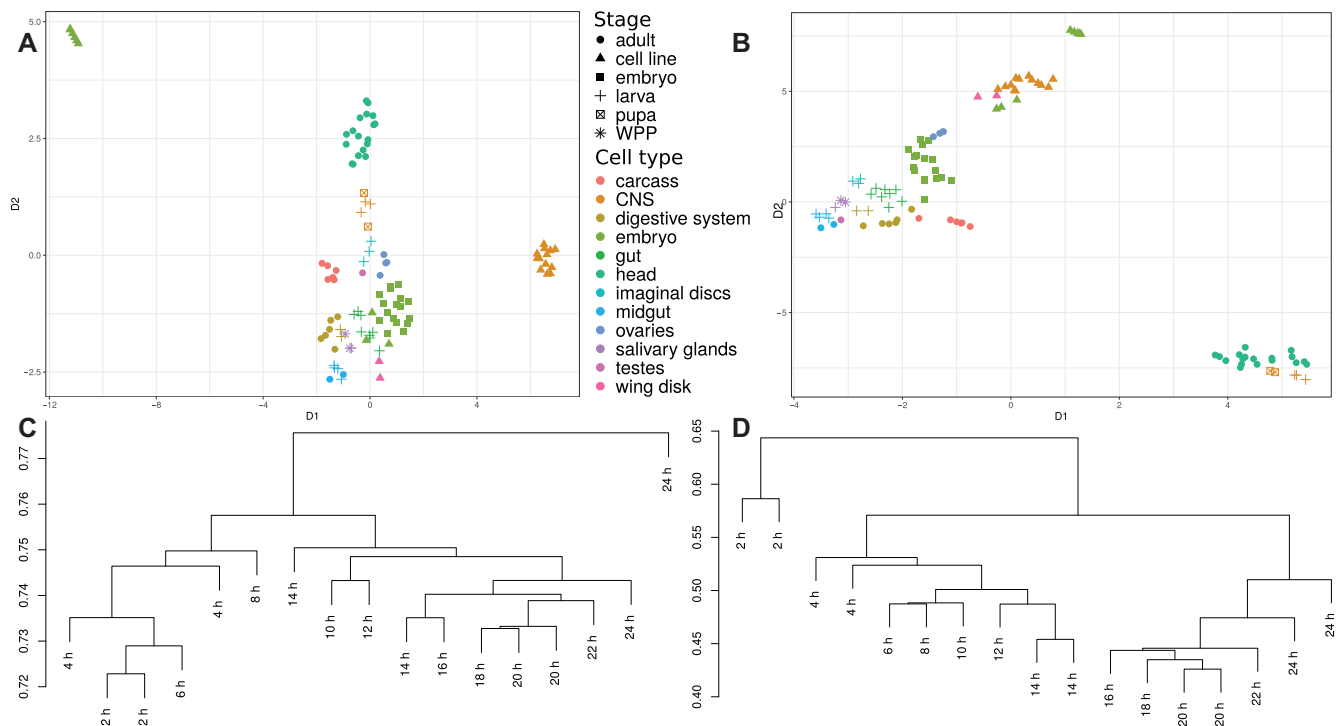 A
5.0
2.5
0.0
−2.5
D2
−12
−8
−4
0
4
D1
Stage
adult
cell line
embryo
larva
pupa
WPP
Cell type
carcass
CNS
digestive system
embryo
gut
head
imaginal discs
midgut
ovaries
salivary glands
testes
wing disk
B
5
0
−5
D2
−4
−2
0
2
4
D1
C
0.77
0.76
0.75
0.74
0.73
0.72
4 h
2 h
2 h
6 h
4 h
8 h
14 h
10 h
12 h
14 h
16 h
18 h
20 h
20 h
22 h
24 h
24 h
D
0.65
0.60
0.55
0.50
0.45
0.40
2 h
2 h
4 h
4 h
6 h
8 h
10 h
12 h
14 h
14 h
16 h
18 h
20 h
20 h
22 h
24 h
24 h